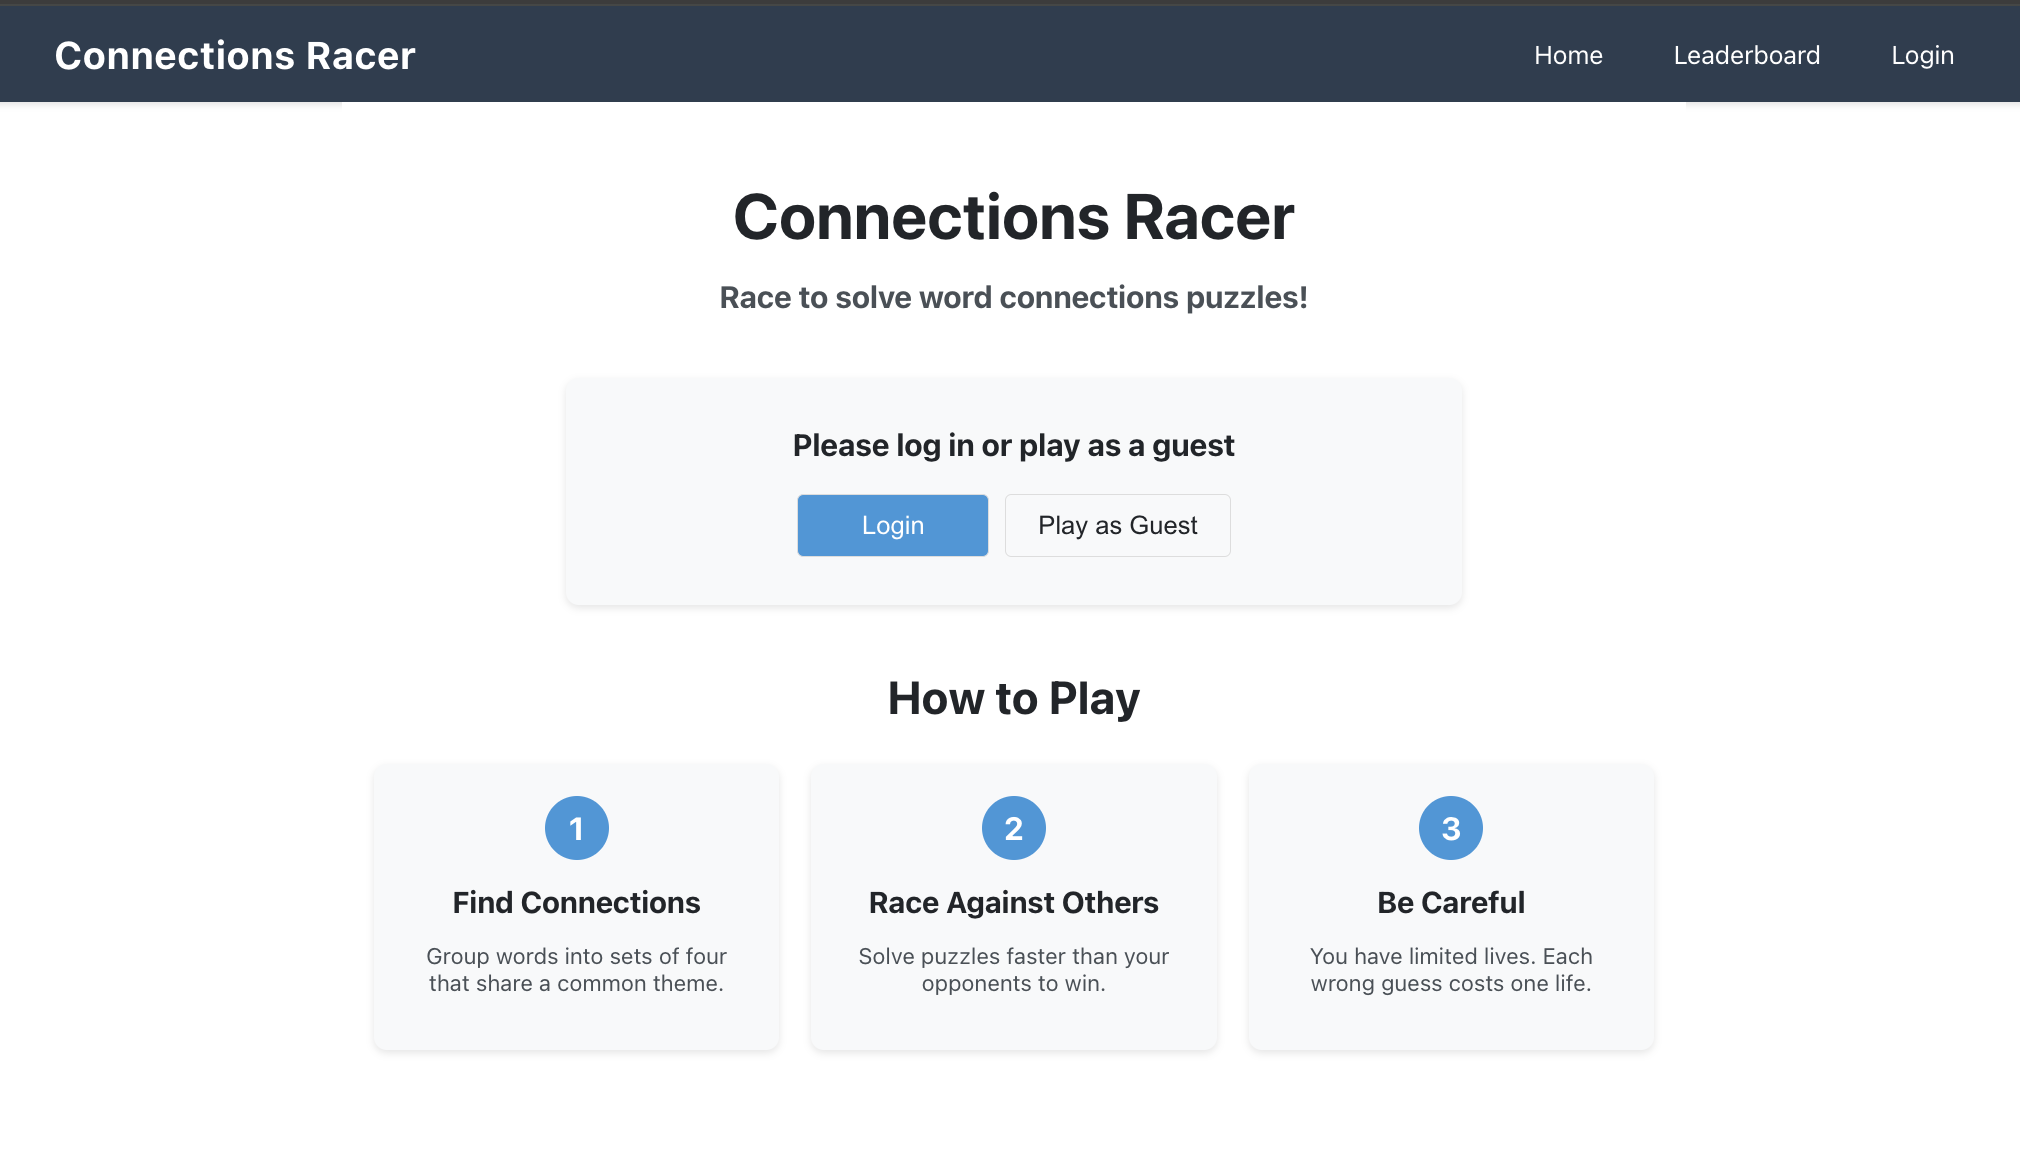 Connections Racer
Home
Leaderboard
Login
Connections Racer
Race to solve word connections puzzles!
Please log in or play as a guest
Login
Play as Guest
How to Play
1
Find Connections
Group words into sets of four
that share a common theme.
2
Race Against Others
Solve puzzles faster than your
opponents to win.
3
Be Careful
You have limited lives. Each
wrong guess costs one life.